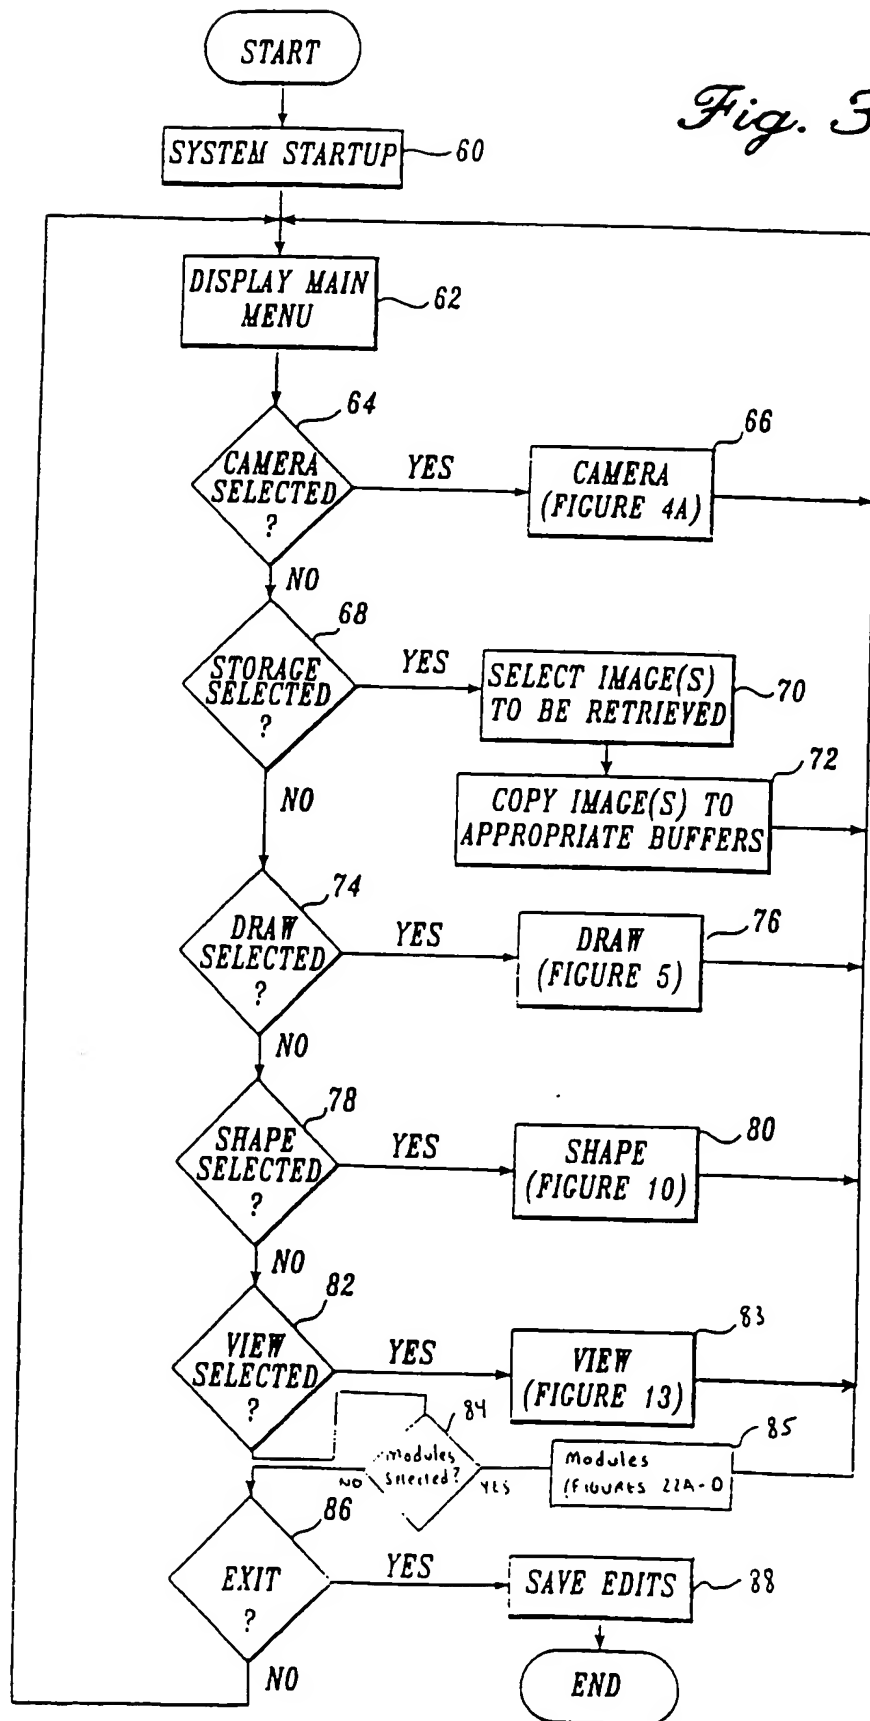 START
Fig. 3
SYSTEM STARTUP
60
DISPLAY MAIN
MENU
62
64
CAMERA
SELECTED
?
YES
66
CAMERA
(FIGURE 4A)
NO
68
STORAGE
SELECTED
?
YES
SELECT IMAGE(S)
TO BE RETRIEVED
70
72
COPY IMAGE(S) TO
APPROPRIATE BUFFERS
NO
74
DRAW
SELECTED
?
YES
76
DRAW
(FIGURE 5)
NO
78
SHAPE
SELECTED
?
YES
80
SHAPE
(FIGURE 10)
NO
82
VIEW
SELECTED
?
YES
83
VIEW
(FIGURE 13)
84
Modules
selected?
NO
YES
85
Modules
(FIGURES 22A-D
86
EXIT
?
YES
SAVE EDITS
88
NO
END